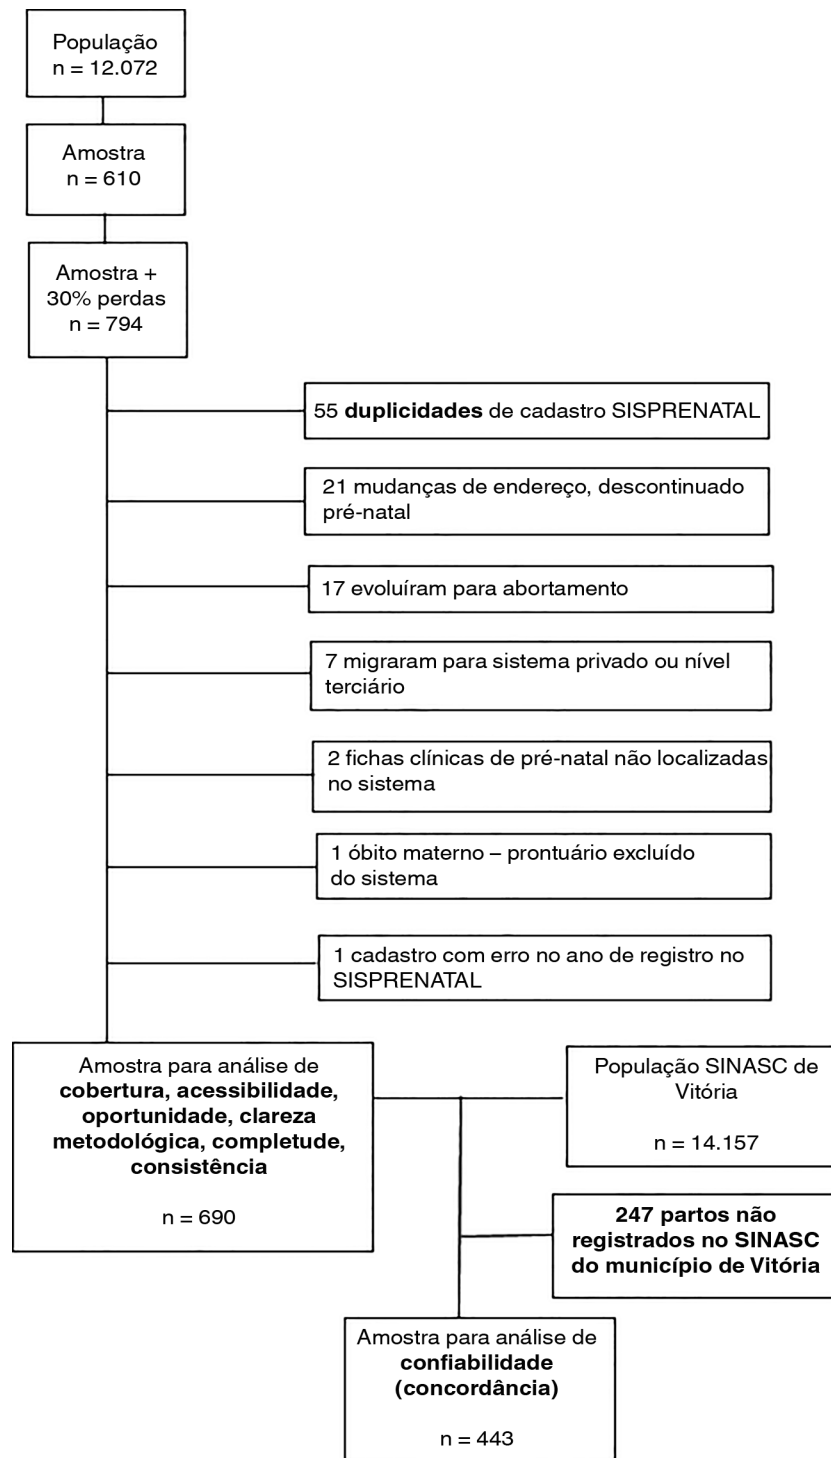 População
n = 12.072
Amostra
n = 610
Amostra +
30% perdas
n = 794
55 duplicidades de cadastro SISPRENATAL
21 mudanças de endereço, descontinuado
pré-natal
17 evoluíram para abortamento
7 migraram para sistema privado ou nível
terciário
2 fichas clínicas de pré-natal não localizadas
no sistema
1 óbito materno – prontuário excluído
do sistema
1 cadastro com erro no ano de registro no
SISPRENATAL
Amostra para análise de
cobertura, acessibilidade,
oportunidade, clareza
metodológica, completude,
consistência
n = 690
População SINASC de
Vitória
n = 14.157
247 partos não
registrados no SINASC
do município de Vitória
Amostra para análise de
confiabilidade
(concordância)
n = 443